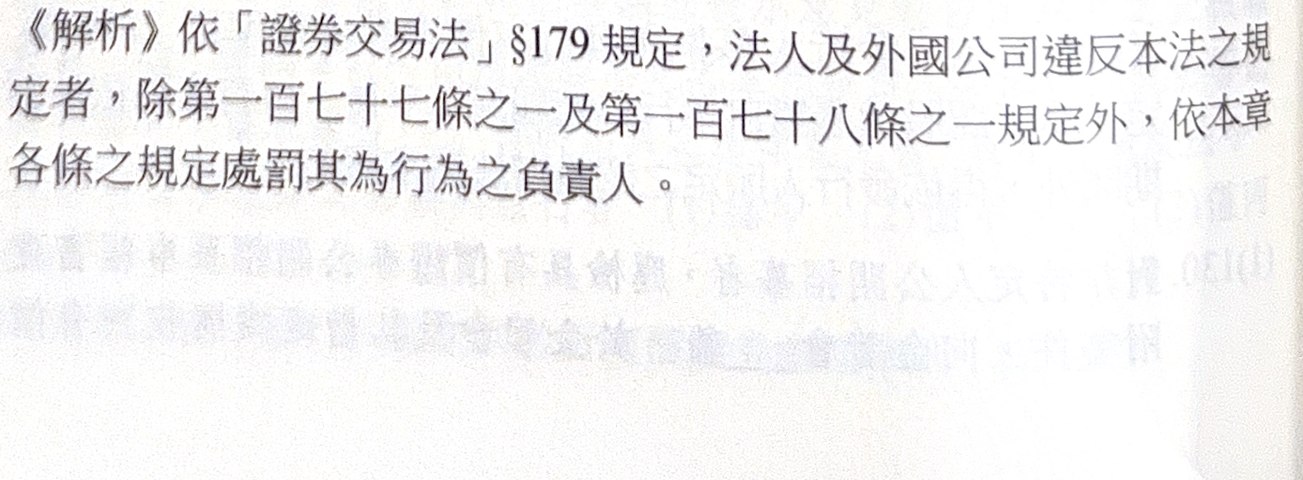 《解析》依「證券交易法」§179 規定，法人及外國公司違反本法之規
定者，除第一百七十七條之一及第一百七十八條之一規定外，依本章
各條之規定處罰其為行為之負責人。